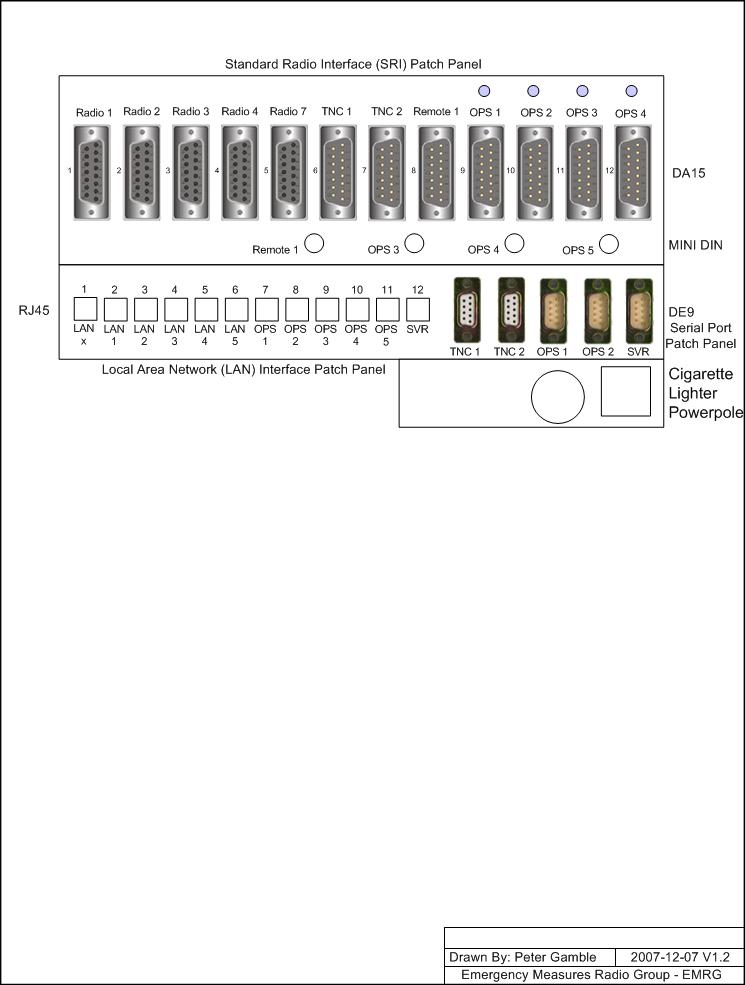 Standard Radio Interface (SRI) Patch Panel
Radio 1 Radio 2 Radio 3 Radio 4 Radio 7 TNC 1 TNC 2 Remote 1 OPS 1 OPS 2 OPS 3 OPS 4
1 2 3 4 5 6 7 8 9 10 11 12
DA15
Remote 1 OPS 3 OPS 4 OPS 5
MINI DIN
RJ45
1 2 3 4 5 6 7 8 9 10 11 12
LAN LAN LAN LAN LAN LAN OPS OPS OPS OPS OPS SVR
x 1 2 3 4 5 1 2 3 4 5
TNC 1 TNC 2 OPS 1 OPS 2 SVR
DE9
Serial Port
Patch Panel
Local Area Network (LAN) Interface Patch Panel
Cigarette
Lighter
Powerpole
Drawn By: Peter Gamble 2007-12-07 V1.2
Emergency Measures Radio Group - EMRG